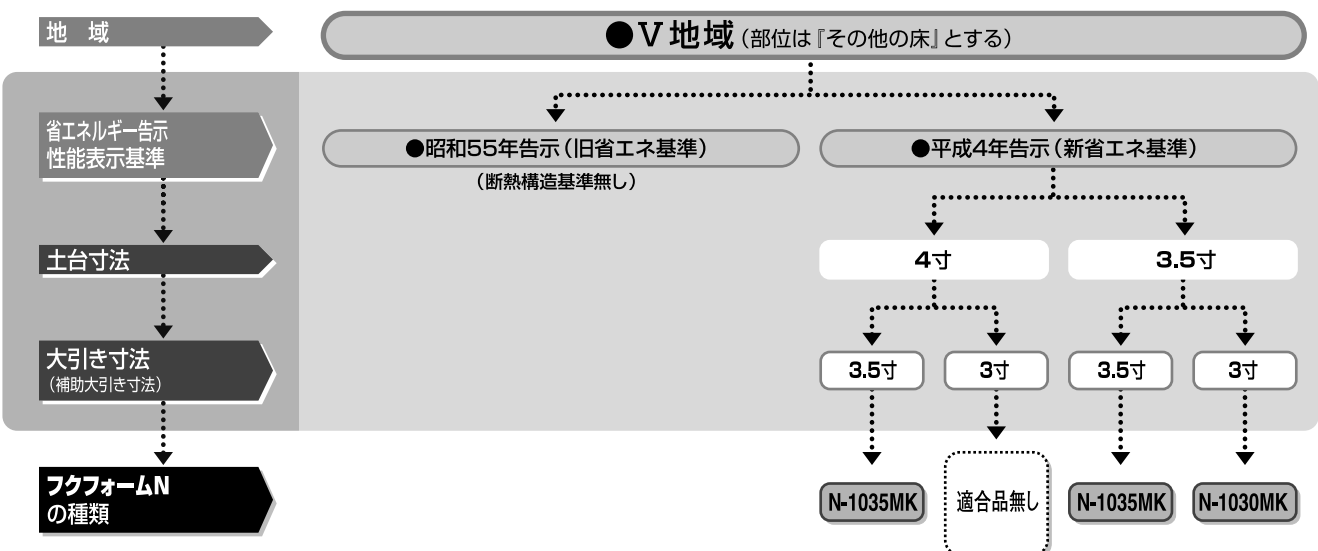 地 域
●Ⅴ地域(部位は『その他の床』とする)
省エネルギー告示
性能表示基準
●昭和55年告示(旧省エネ基準)
(断熱構造基準無し)
●平成4年告示(新省エネ基準)
土台寸法
4寸
3.5寸
大引き寸法
(補助大引き寸法)
3.5寸
3寸
3.5寸
3寸
フクフォームN
の種類
N-1035MK
適合品無し
N-1035MK
N-1030MK